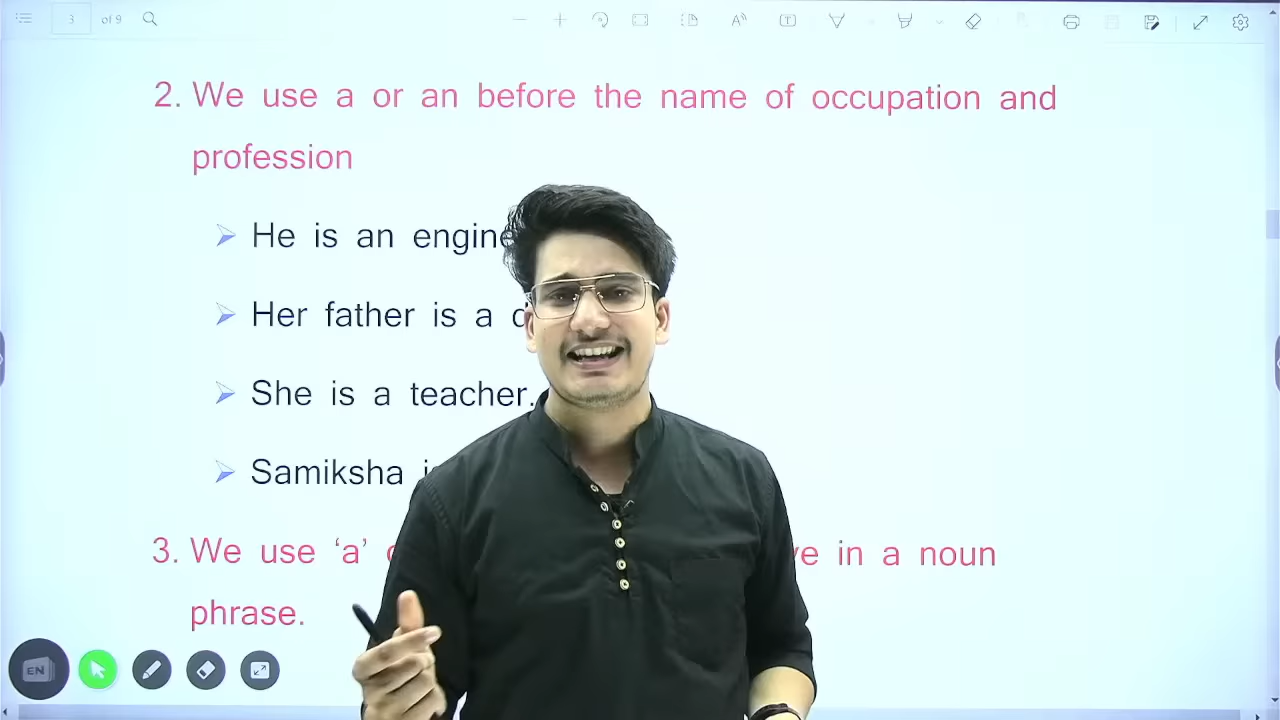 3 of 9
2. We use a or an before the name of occupation and
profession
He is an
Her father is a
She is a teacher.
Samiksha
3. We use ‘a’ in a noun
phrase.
EN